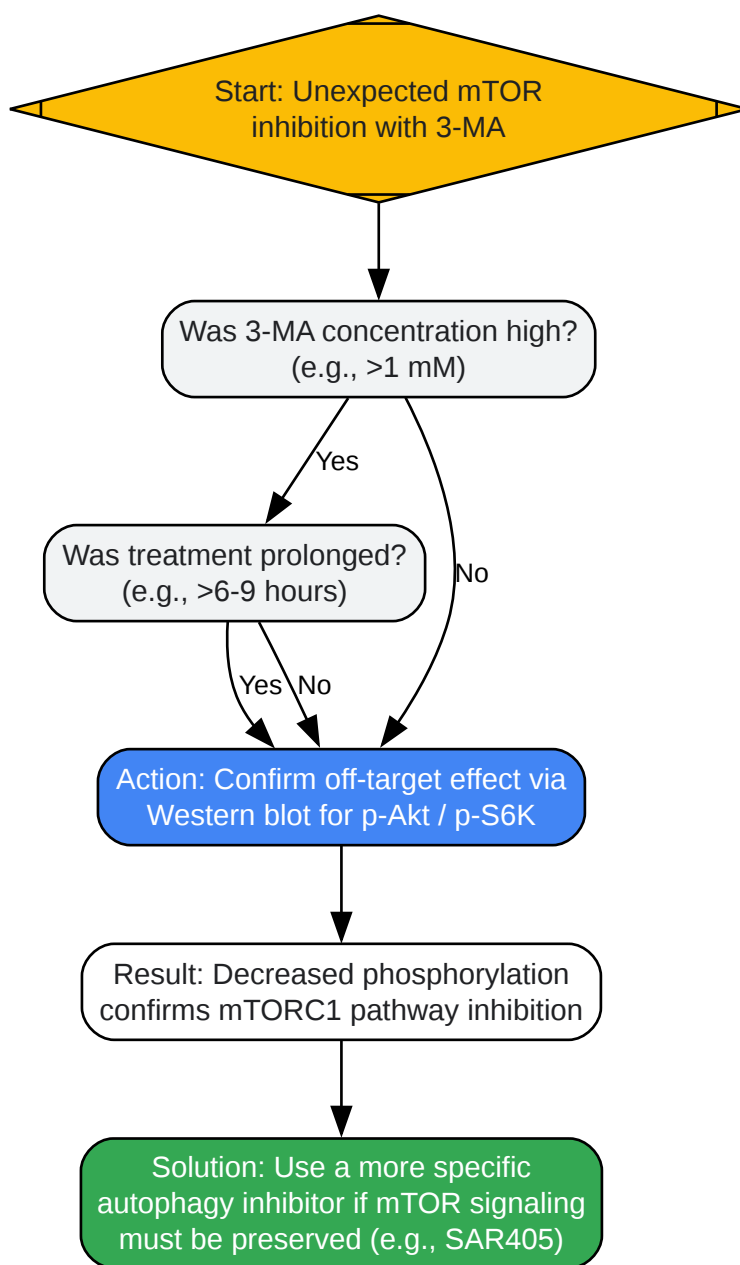 Start: Unexpected mTOR
inhibition with 3-MA
Was 3-MA concentration high?
(e.g., >1 mM)
Yes
Was treatment prolonged?
(e.g., >6-9 hours)
No
Yes
No
Action: Confirm off-target effect via
Western blot for p-Akt / p-S6K
Result: Decreased phosphorylation
confirms mTORC1 pathway inhibition
Solution: Use a more specific
autophagy inhibitor if mTOR signaling
must be preserved (e.g., SAR405)